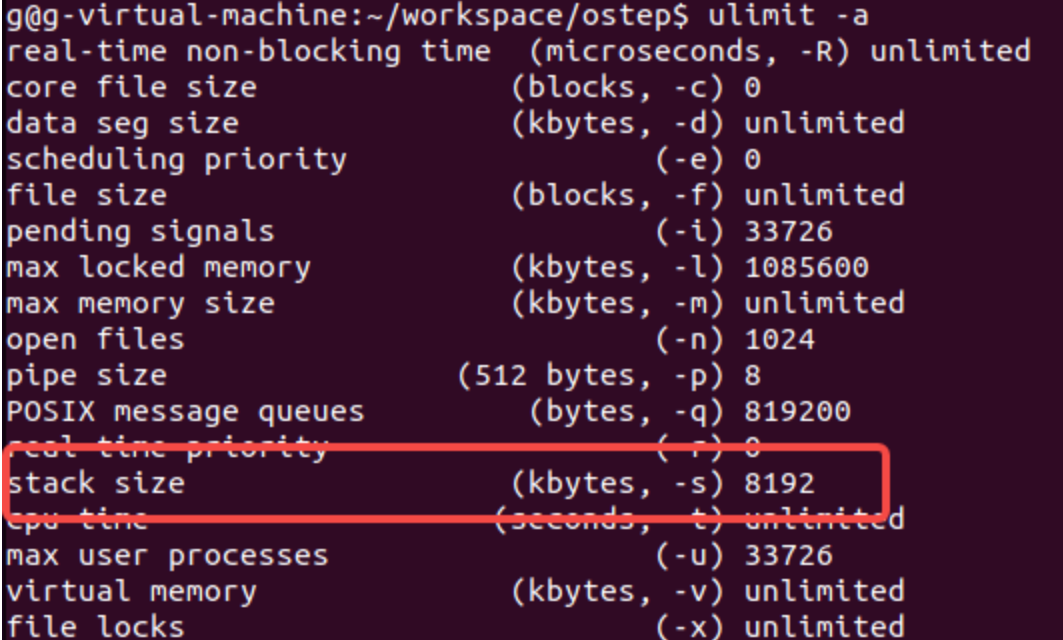 g@g-virtual-machine:~/workspace/ostep$ ulimit -a
real-time non-blocking time  (microseconds, -R) unlimited
core file size              (blocks, -c) 0
data seg size               (kbytes, -d) unlimited
scheduling priority                 (-e) 0
file size                   (blocks, -f) unlimited
pending signals                     (-i) 33726
max locked memory           (kbytes, -l) 1085600
max memory size             (kbytes, -m) unlimited
open files                          (-n) 1024
pipe size                (512 bytes, -p) 8
POSIX message queues         (bytes, -q) 819200
real-time priority                  (-r) 0
stack size                  (kbytes, -s) 8192
cpu time                   (seconds, -t) unlimited
max user processes                  (-u) 33726
virtual memory              (kbytes, -v) unlimited
file locks                          (-x) unlimited